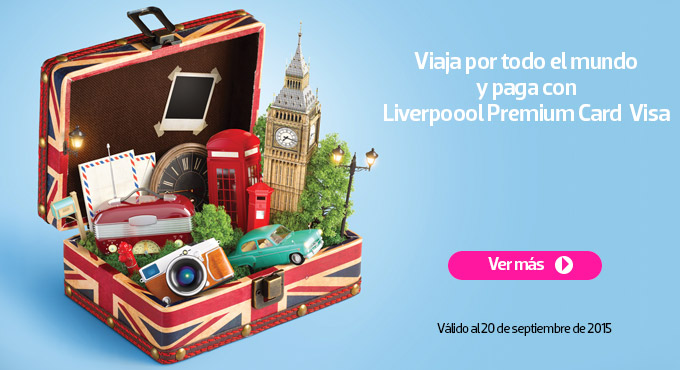 Viaja por todo el mundo
y paga con
Liverpoool Premium Card Visa
Ver más
Válido al 20 de septiembre de 2015